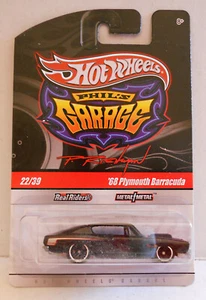 Hot Wheels
PHIL'S
GARAGE
22/39
'68 Plymouth Barracuda
Real Riders
METAL/METAL